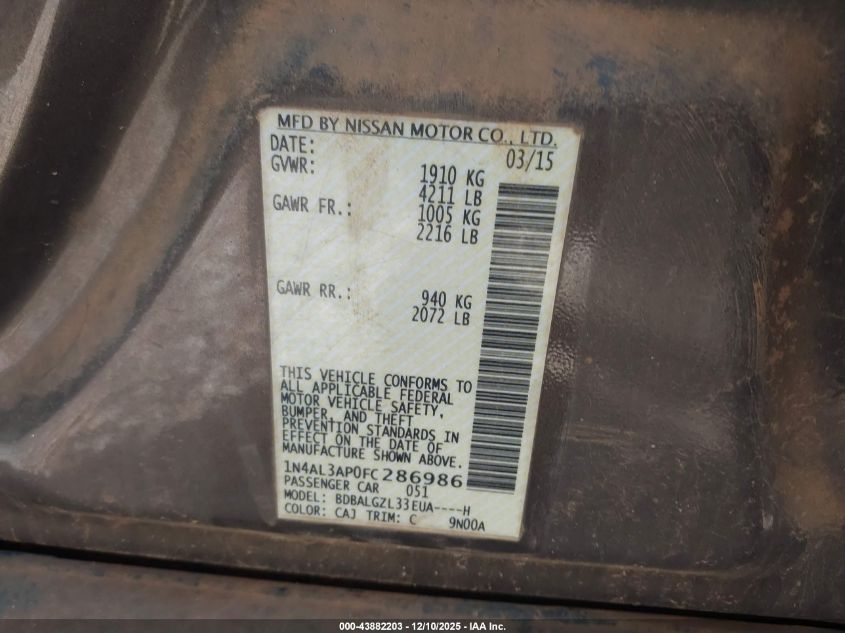 MFD BY NISSAN MOTOR CO., LTD.
DATE: 03/15
GVWR: 1910 KG
4211 LB
GAWR FR.: 1005 KG
2216 LB
GAWR RR.: 940 KG
2072 LB
THIS VEHICLE CONFORMS TO
ALL APPLICABLE FEDERAL
MOTOR VEHICLE SAFETY,
BUMPER, AND THEFT
PREVENTION STANDARDS IN
EFFECT ON THE DATE OF
MANUFACTURE SHOWN ABOVE.
1N4AL3AP0FC286986
PASSENGER CAR 051
MODEL: BDBALGZL33EUA----H
COLOR: CAJ TRIM: C 9N00A
000-43882203 - 12/10/2025 - IAA Inc.